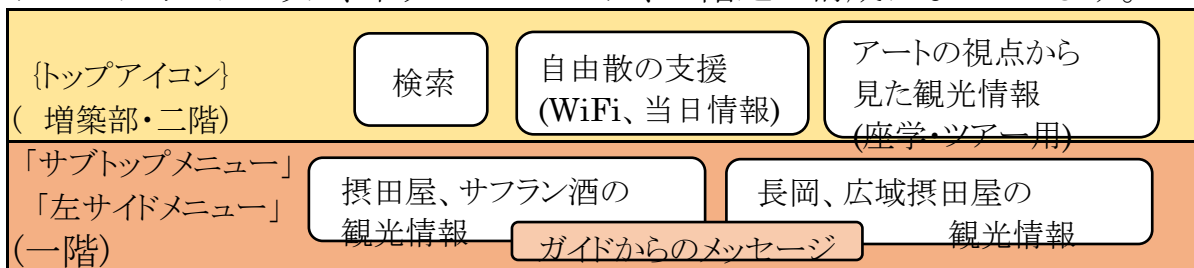 {トップアイコン}
( 増築部・二階)
検索
自由散の支援
(WiFi、当日情報)
アートの視点から
見た観光情報
(座学・ツアー用)
「サブトップメニュー」
「左サイドメニュー」
(一階)
摂田屋、サフラン酒の
観光情報
長岡、広域摂田屋の
観光情報
ガイドからのメッセージ